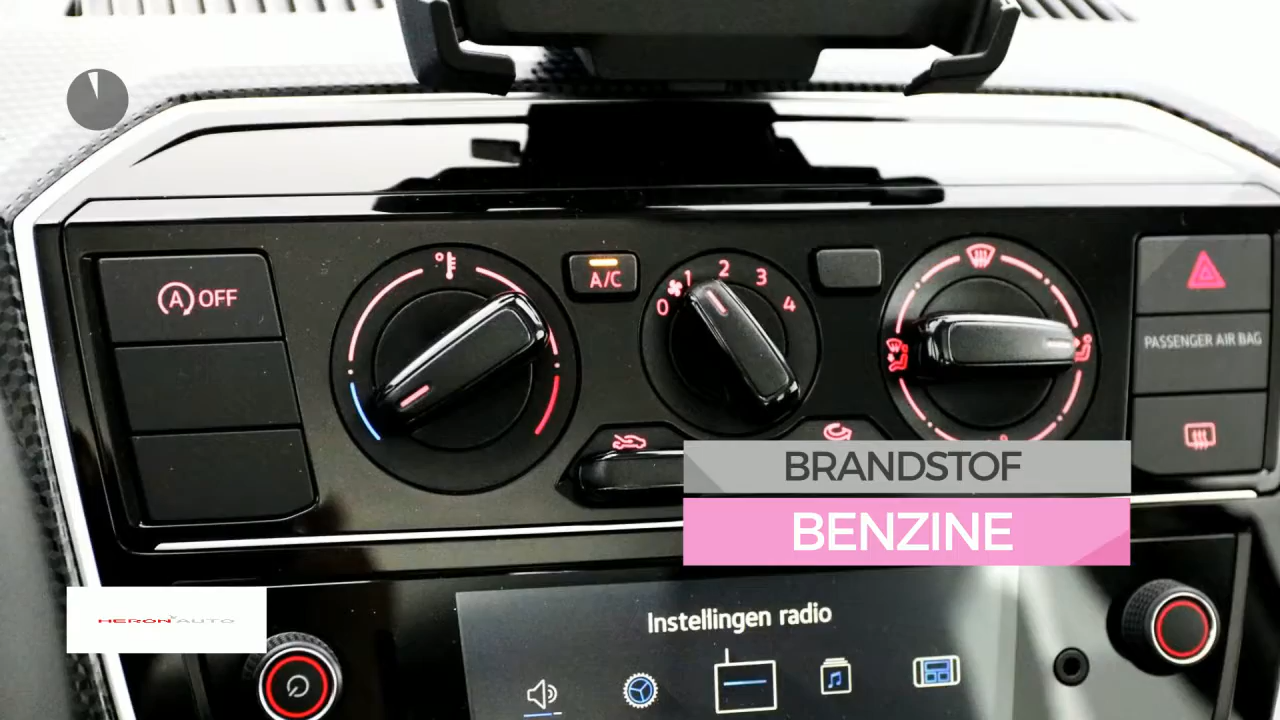 A OFF
A/C
0 1 2 3 4
PASSENGER AIR BAG
BRANDSTOF
BENZINE
HERON AUTO
Instellingen radio